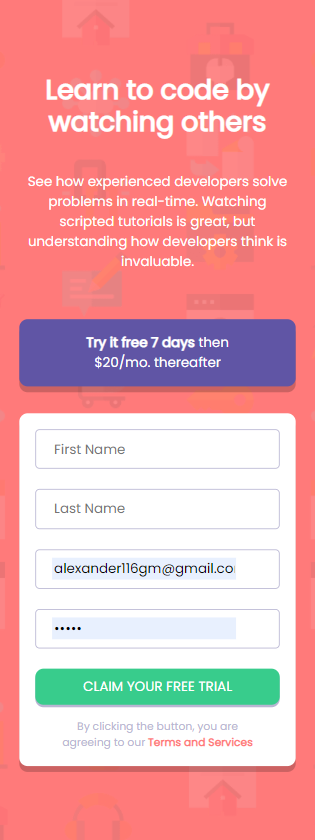 Learn to code by
watching others
See how experienced developers solve
problems in real-time. Watching
scripted tutorials is great, but
understanding how developers think is
invaluable.
Try it free 7 days then
$20/mo. thereafter
First Name
Last Name
alexander116gm@gmail.co
•••••
CLAIM YOUR FREE TRIAL
By clicking the button, you are
agreeing to our Terms and Services